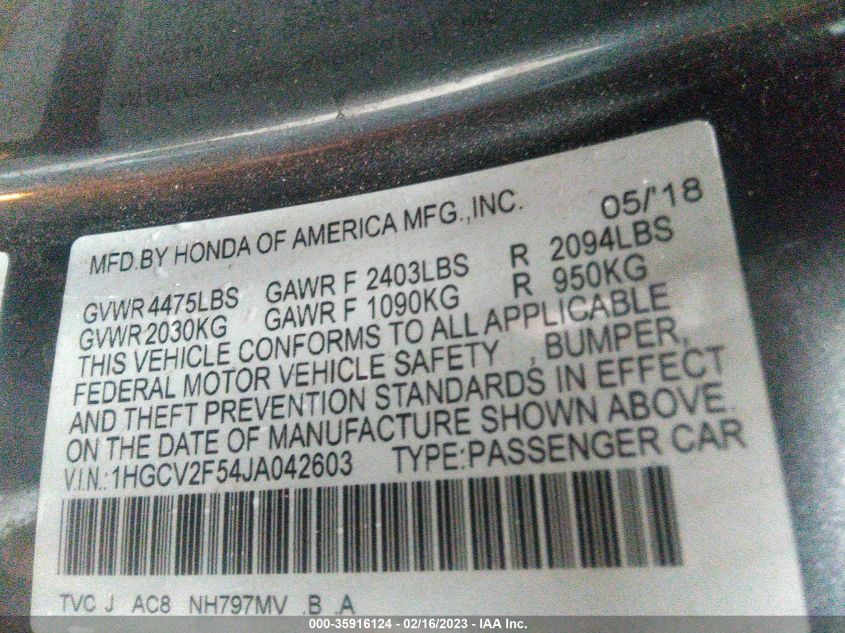 MFD.BY HONDA OF AMERICA MFG.,INC. 05/'18
GVWR 4475LBS GAWR F 2403LBS R 2094LBS
GVWR 2030KG GAWR F 1090KG R 950KG
THIS VEHICLE CONFORMS TO ALL APPLICABLE
FEDERAL MOTOR VEHICLE SAFETY , BUMPER,
AND THEFT PREVENTION STANDARDS IN EFFECT
ON THE DATE OF MANUFACTURE SHOWN ABOVE.
V.I.N.:1HGCV2F54JA042603 TYPE:PASSENGER CAR
TVC J AC8 NH797MV .B .A
000-35916124 - 02/16/2023 - IAA Inc.